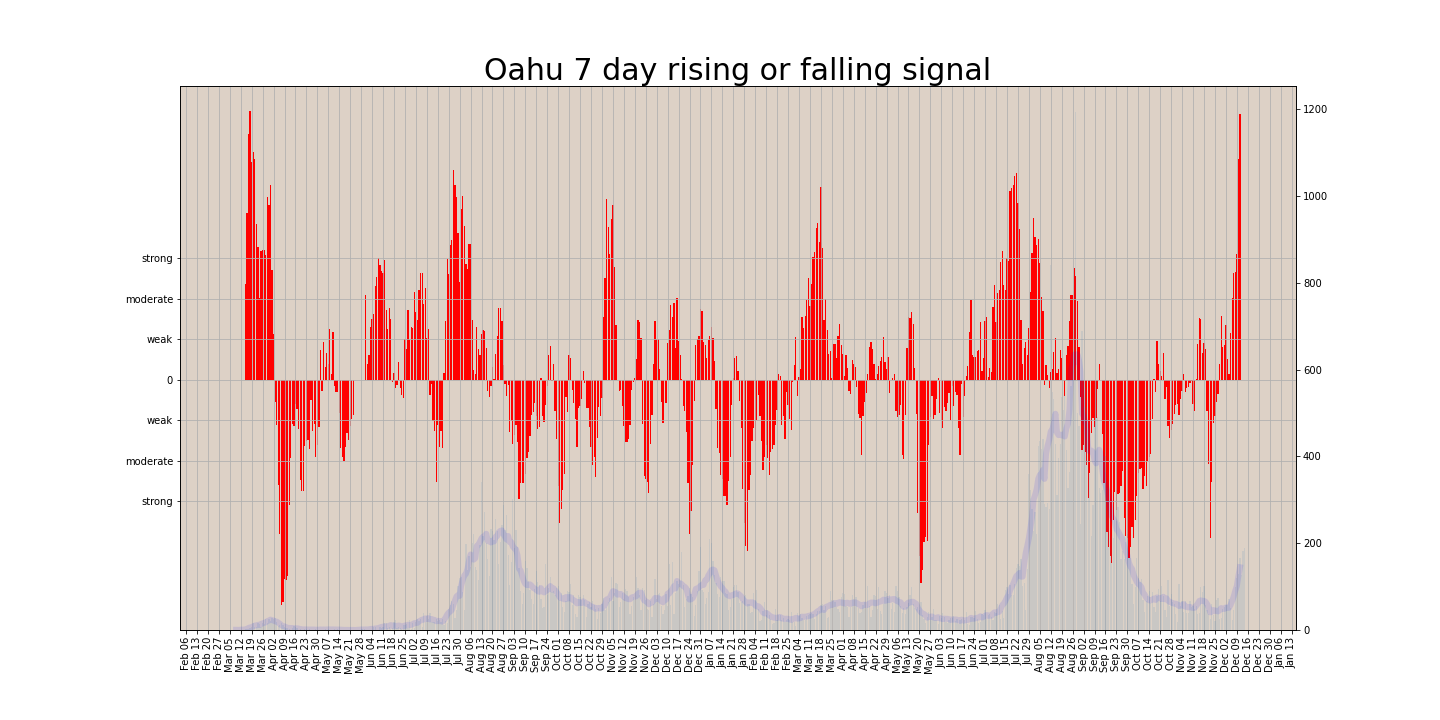 Oahu 7 day rising or falling signal
strong
moderate
weak
0
weak
moderate
strong
1200
1000
800
600
400
200
0
Feb 06
Feb 13
Feb 20
Feb 27
Mar 05
Mar 12
Mar 19
Mar 26
Apr 02
Apr 09
Apr 16
Apr 23
Apr 30
May 07
May 14
May 21
May 28
Jun 04
Jun 11
Jun 18
Jun 25
Jul 02
Jul 09
Jul 16
Jul 23
Jul 30
Aug 06
Aug 13
Aug 20
Aug 27
Sep 03
Sep 10
Sep 17
Sep 24
Oct 01
Oct 08
Oct 15
Oct 22
Oct 29
Nov 05
Nov 12
Nov 19
Nov 26
Dec 03
Dec 10
Dec 17
Dec 24
Dec 31
Jan 07
Jan 14
Jan 21
Jan 28
Feb 04
Feb 11
Feb 18
Feb 25
Mar 04
Mar 11
Mar 18
Mar 25
Apr 01
Apr 08
Apr 15
Apr 22
Apr 29
May 06
May 13
May 20
May 27
Jun 03
Jun 10
Jun 17
Jun 24
Jul 01
Jul 08
Jul 15
Jul 22
Jul 29
Aug 05
Aug 12
Aug 19
Aug 26
Sep 02
Sep 09
Sep 16
Sep 23
Sep 30
Oct 07
Oct 14
Oct 21
Oct 28
Nov 04
Nov 11
Nov 18
Nov 25
Dec 02
Dec 09
Dec 16
Dec 23
Dec 30
Jan 06
Jan 13